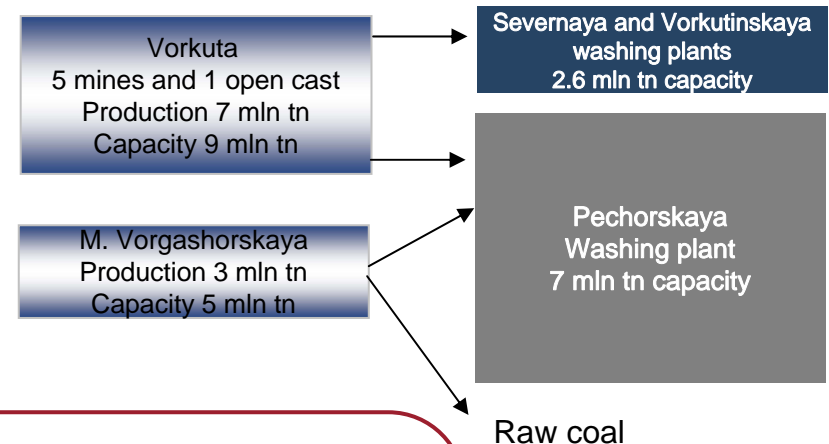 Vorkuta
5 mines and 1 open cast
Production 7 mln tn
Capacity 9 mln tn
Severnaya and Vorkutinskaya
washing plants
2.6 mln tn capacity
M. Vorgashorskaya
Production 3 mln tn
Capacity 5 mln tn
Pechorskaya
Washing plant
7 mln tn capacity
Raw coal